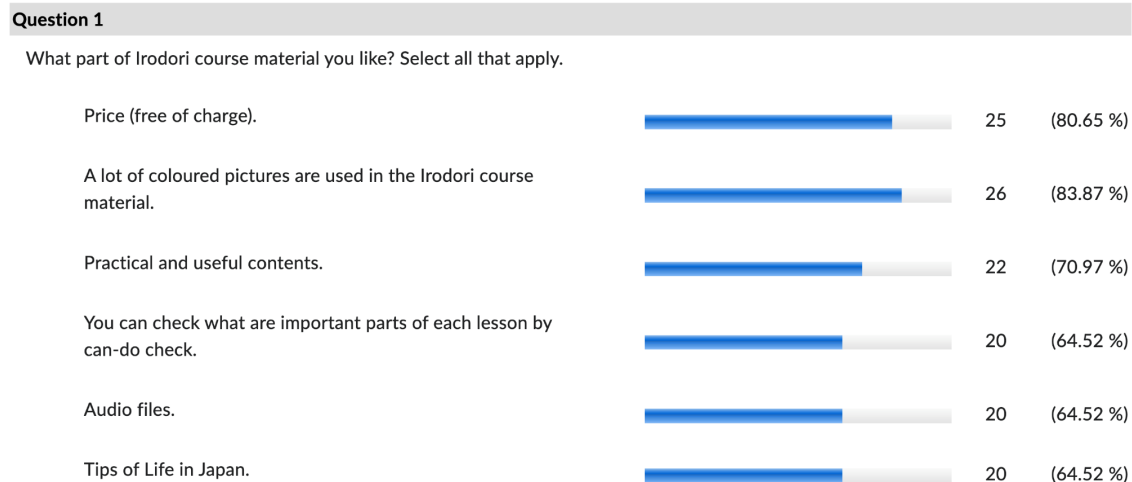 Question 1
What part of Irodori course material you like? Select all that apply.
Price (free of charge). 25 (80.65 %)
A lot of coloured pictures are used in the Irodori course
material. 26 (83.87 %)
Practical and useful contents. 22 (70.97 %)
You can check what are important parts of each lesson by
can-do check. 20 (64.52 %)
Audio files. 20 (64.52 %)
Tips of Life in Japan. 20 (64.52 %)